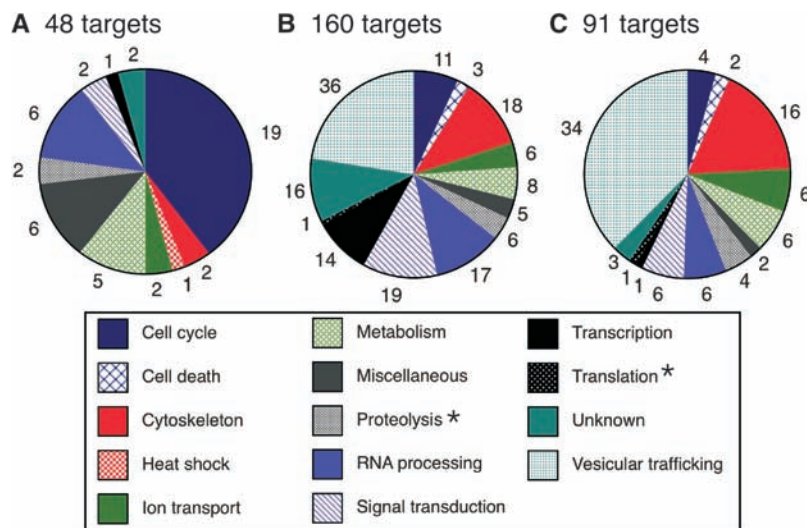 A 48 targets
B 160 targets
C 91 targets
2
1
2
19
6
2
6
5
2
1
2
36
11
3
18
6
8
5
6
17
19
14
1
16
4
2
16
6
6
2
4
6
6
1
1
3
34
Cell cycle
Cell death
Cytoskeleton
Heat shock
Ion transport
Metabolism
Miscellaneous
Proteolysis *
RNA processing
Signal transduction
Transcription
Translation *
Unknown
Vesicular trafficking